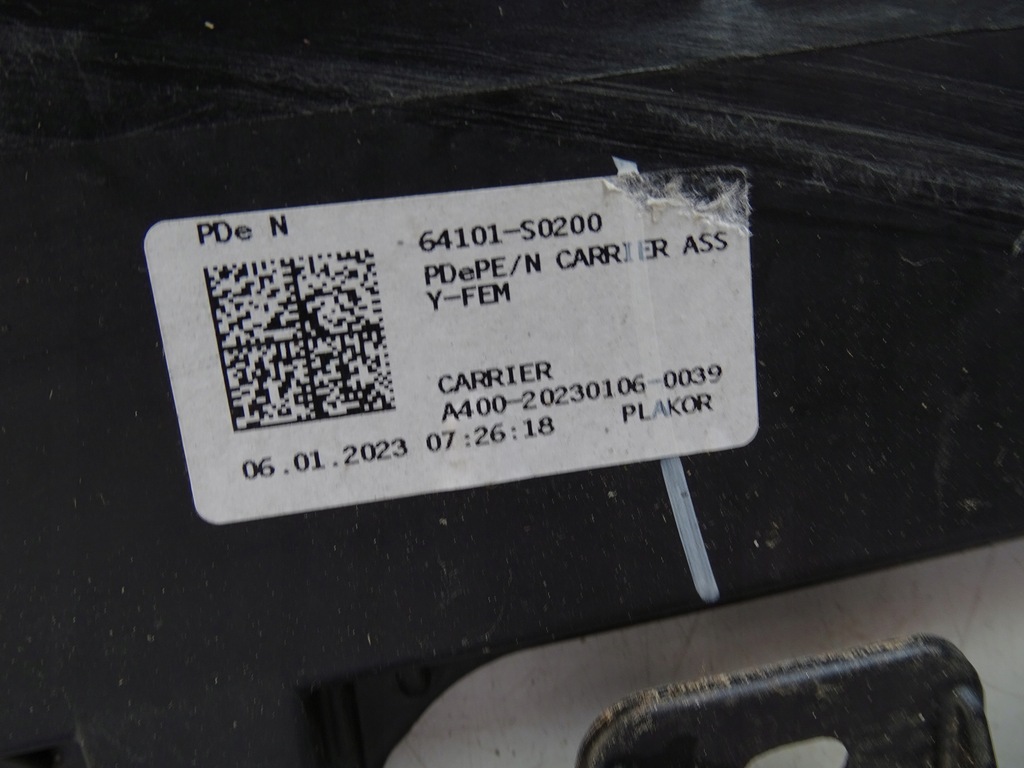 PDe N
64101-S0200
PDePE/N CARRIER ASS
Y-FEM
CARRIER
A400-20230106-0039
PLAKOR
06.01.2023 07:26:18